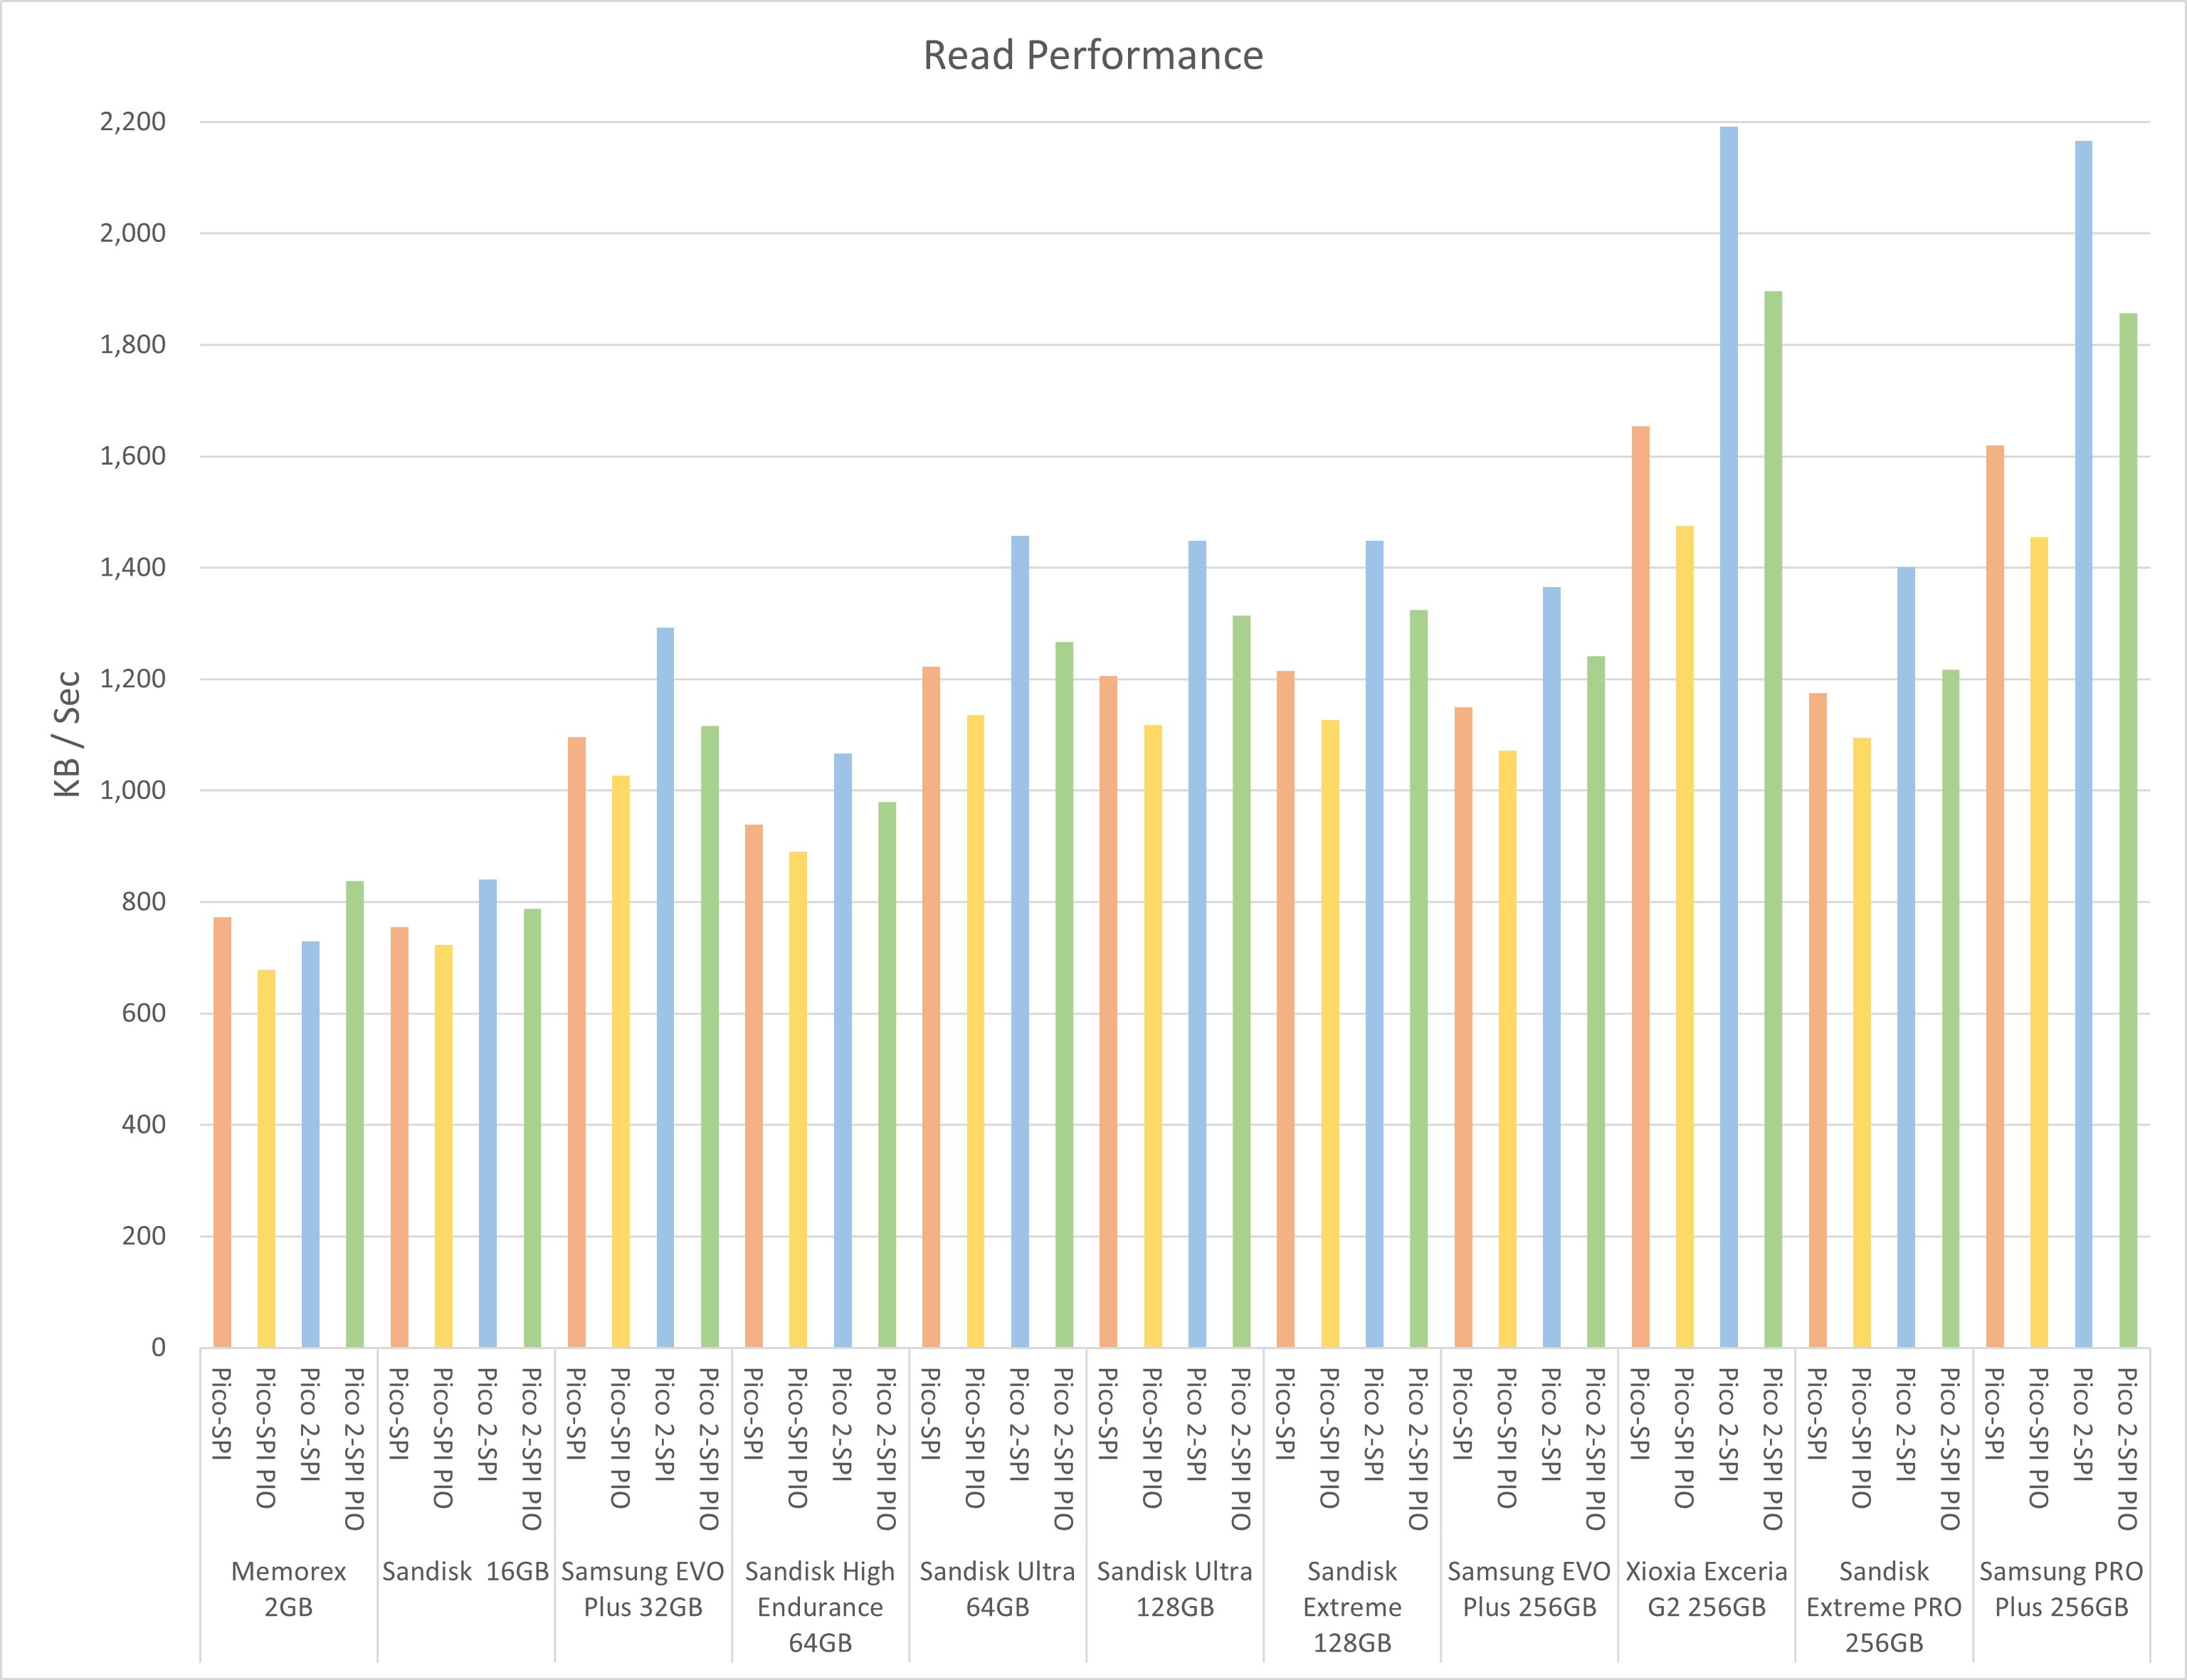 Read Performance
KB / Sec
2,200
2,000
1,800
1,600
1,400
1,200
1,000
800
600
400
200
0
Pico-SPI
Pico-SPI PIO
Pico 2-SPI
Pico 2-SPI PIO
Pico-SPI
Pico-SPI PIO
Pico 2-SPI
Pico 2-SPI PIO
Pico-SPI
Pico-SPI PIO
Pico 2-SPI
Pico 2-SPI PIO
Pico-SPI
Pico-SPI PIO
Pico 2-SPI
Pico 2-SPI PIO
Pico-SPI
Pico-SPI PIO
Pico 2-SPI
Pico 2-SPI PIO
Pico-SPI
Pico-SPI PIO
Pico 2-SPI
Pico 2-SPI PIO
Pico-SPI
Pico-SPI PIO
Pico 2-SPI
Pico 2-SPI PIO
Pico-SPI
Pico-SPI PIO
Pico 2-SPI
Pico 2-SPI PIO
Pico-SPI
Pico-SPI PIO
Pico 2-SPI
Pico 2-SPI PIO
Pico-SPI
Pico-SPI PIO
Pico 2-SPI
Pico 2-SPI PIO
Pico-SPI
Pico-SPI PIO
Pico 2-SPI
Pico 2-SPI PIO
Memorex
2GB
Sandisk  16GB
Samsung EVO
Plus 32GB
Sandisk High
Endurance
64GB
Sandisk Ultra
64GB
Sandisk Ultra
128GB
Sandisk
Extreme
128GB
Samsung EVO
Plus 256GB
Xioxia Exceria
G2 256GB
Sandisk
Extreme PRO
256GB
Samsung PRO
Plus 256GB